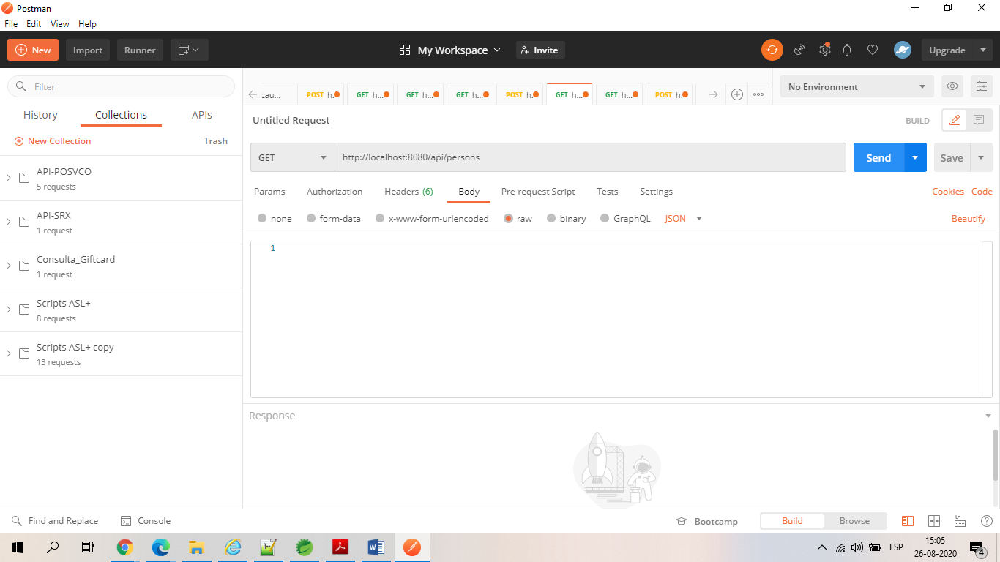 Postman
File Edit View Help
New Import Runner My Workspace Invite Upgrade
Filter
History Collections APIs
New Collection Trash
API-POSVCO
5 requests
API-SRX
1 request
Consulta_Giftcard
1 request
Scripts ASL+
8 requests
Scripts ASL+ copy
13 requests
.au... POST h. GET h... GET h... GET h... POST h. GET h... GET h... POST h. No Environment
Untitled Request BUILD
GET http://localhost:8080/api/persons Send Save
Params Authorization Headers (6) Body Pre-request Script Tests Settings Cookies Code
none form-data x-www-form-urlencoded raw binary GraphQL JSON Beautify
1
Response
Find and Replace Console Bootcamp Build Browse
ESP 15:05
26-08-2020 4